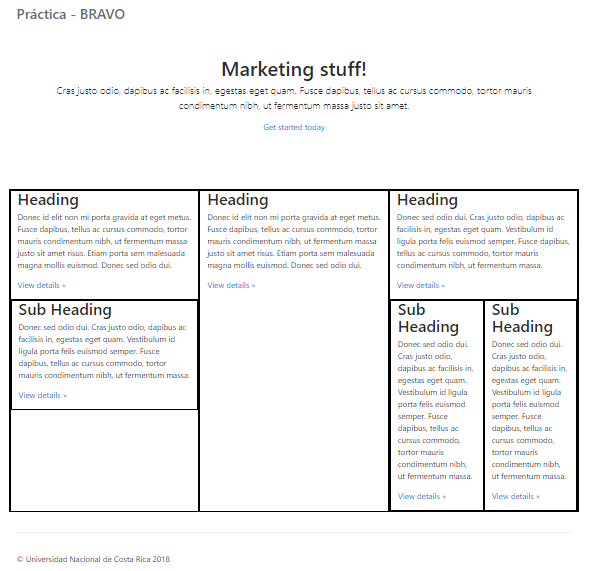 Práctica - BRAVO
Marketing stuff!
Cras justo odio, dapibus ac facilisis in, egestas eget quam. Fusce dapibus, tellus ac cursus commodo, tortor mauris
condimentum nibh, ut fermentum massa justo sit amet.
Get started today
Heading
Donec id elit non mi porta gravida at eget metus.
Fusce dapibus, tellus ac cursus commodo, tortor
mauris condimentum nibh, ut fermentum massa
justo sit amet risus. Etiam porta sem malesuada
magna mollis euismod. Donec sed odio dui.
View details »
Sub Heading
Donec sed odio dui. Cras justo odio, dapibus ac
facilisis in, egestas eget quam. Vestibulum id
ligula porta felis euismod semper. Fusce
dapibus, tellus ac cursus commodo, tortor
mauris condimentum nibh, ut fermentum massa.
View details »
Heading
Donec id elit non mi porta gravida at eget metus.
Fusce dapibus, tellus ac cursus commodo, tortor
mauris condimentum nibh, ut fermentum massa
justo sit amet risus. Etiam porta sem malesuada
magna mollis euismod. Donec sed odio dui.
View details »
Heading
Donec sed odio dui. Cras justo odio, dapibus ac
facilisis in, egestas eget quam. Vestibulum id
ligula porta felis euismod semper. Fusce dapibus,
tellus ac cursus commodo, tortor mauris
condimentum nibh, ut fermentum massa.
View details »
Sub
Heading
Donec sed odio dui.
Cras justo odio,
dapibus ac facilisis in,
egestas eget quam.
Vestibulum id ligula
porta felis euismod
semper. Fusce
dapibus, tellus ac
cursus commodo,
tortor mauris
condimentum nibh,
ut fermentum massa.
View details »
Sub
Heading
Donec sed odio dui.
Cras justo odio,
dapibus ac facilisis in,
egestas eget quam.
Vestibulum id ligula
porta felis euismod
semper. Fusce
dapibus, tellus ac
cursus commodo,
tortor mauris
condimentum nibh,
ut fermentum massa.
View details »
© Universidad Nacional de Costa Rica 2018